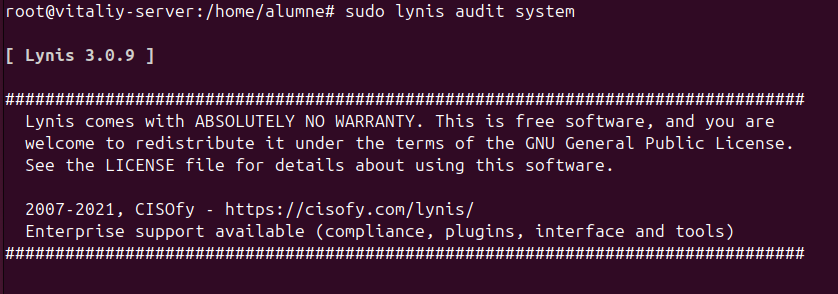 root@vitaliy-server:/home/alumne# sudo lynis audit system
[ Lynis 3.0.9 ]
################################################################################
Lynis comes with ABSOLUTELY NO WARRANTY. This is free software, and you are
welcome to redistribute it under the terms of the GNU General Public License.
See the LICENSE file for details about using this software.
2007-2021, CISOfy - https://cisofy.com/lynis/
Enterprise support available (compliance, plugins, interface and tools)
################################################################################